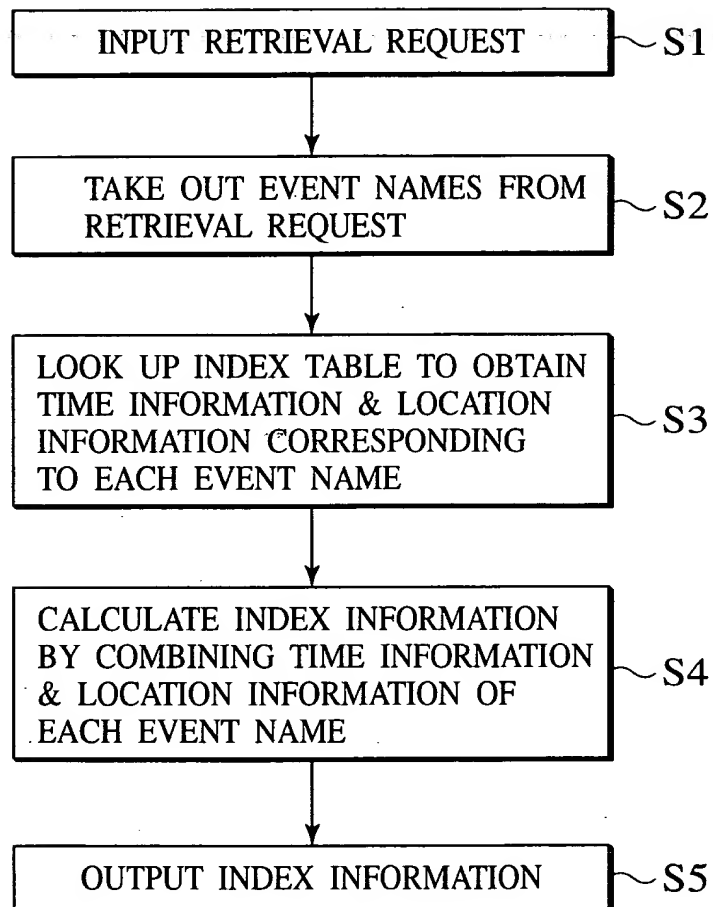 INPUT RETRIEVAL REQUEST
S1
TAKE OUT EVENT NAMES FROM
RETRIEVAL REQUEST
S2
LOOK UP INDEX TABLE TO OBTAIN
TIME INFORMATION & LOCATION
INFORMATION CORRESPONDING
TO EACH EVENT NAME
S3
CALCULATE INDEX INFORMATION
BY COMBINING TIME INFORMATION
& LOCATION INFORMATION OF
EACH EVENT NAME
S4
OUTPUT INDEX INFORMATION
S5